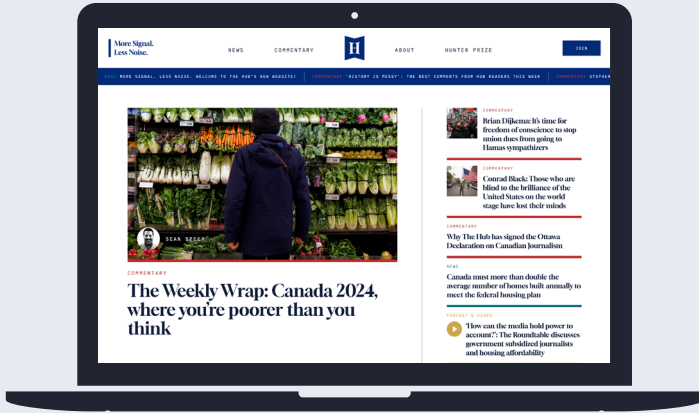 More Signal.
Less Noise.
NEWS COMMENTARY H ABOUT HUNTER PRIZE JOIN
NEWS MORE SIGNAL. LESS NOISE. WELCOME TO THE HUB'S NEW WEBSITE! COMMENTARY 'HISTORY IS MESSY': THE BEST COMMENTS FROM HUB READERS THIS WEEK COMMENTARY STEPHEN
SEAN SPEER
COMMENTARY
The Weekly Wrap: Canada 2024,
where you're poorer than you
think
COMMENTARY
Brian Dijkema: It's time for
freedom of conscience to stop
union dues from going to
Hamas sympathizers
COMMENTARY
Conrad Black: Those who are
blind to the brilliance of the
United States on the world
stage have lost their minds
COMMENTARY
Why The Hub has signed the Ottawa
Declaration on Canadian Journalism
NEWS
Canada must more than double the
average number of homes built annually to
meet the federal housing plan
PODCAST & VIDEO
'How can the media hold power to
account?': The Roundtable discusses
government subsidized journalists
and housing affordability